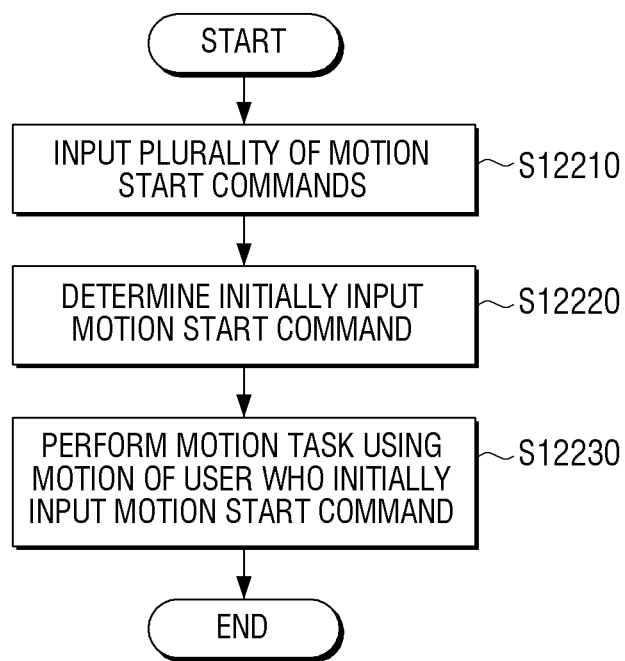 START
INPUT PLURALITY OF MOTION
START COMMANDS
S12210
DETERMINE INITIALLY INPUT
MOTION START COMMAND
S12220
PERFORM MOTION TASK USING
MOTION OF USER WHO INITIALLY
INPUT MOTION START COMMAND
S12230
END